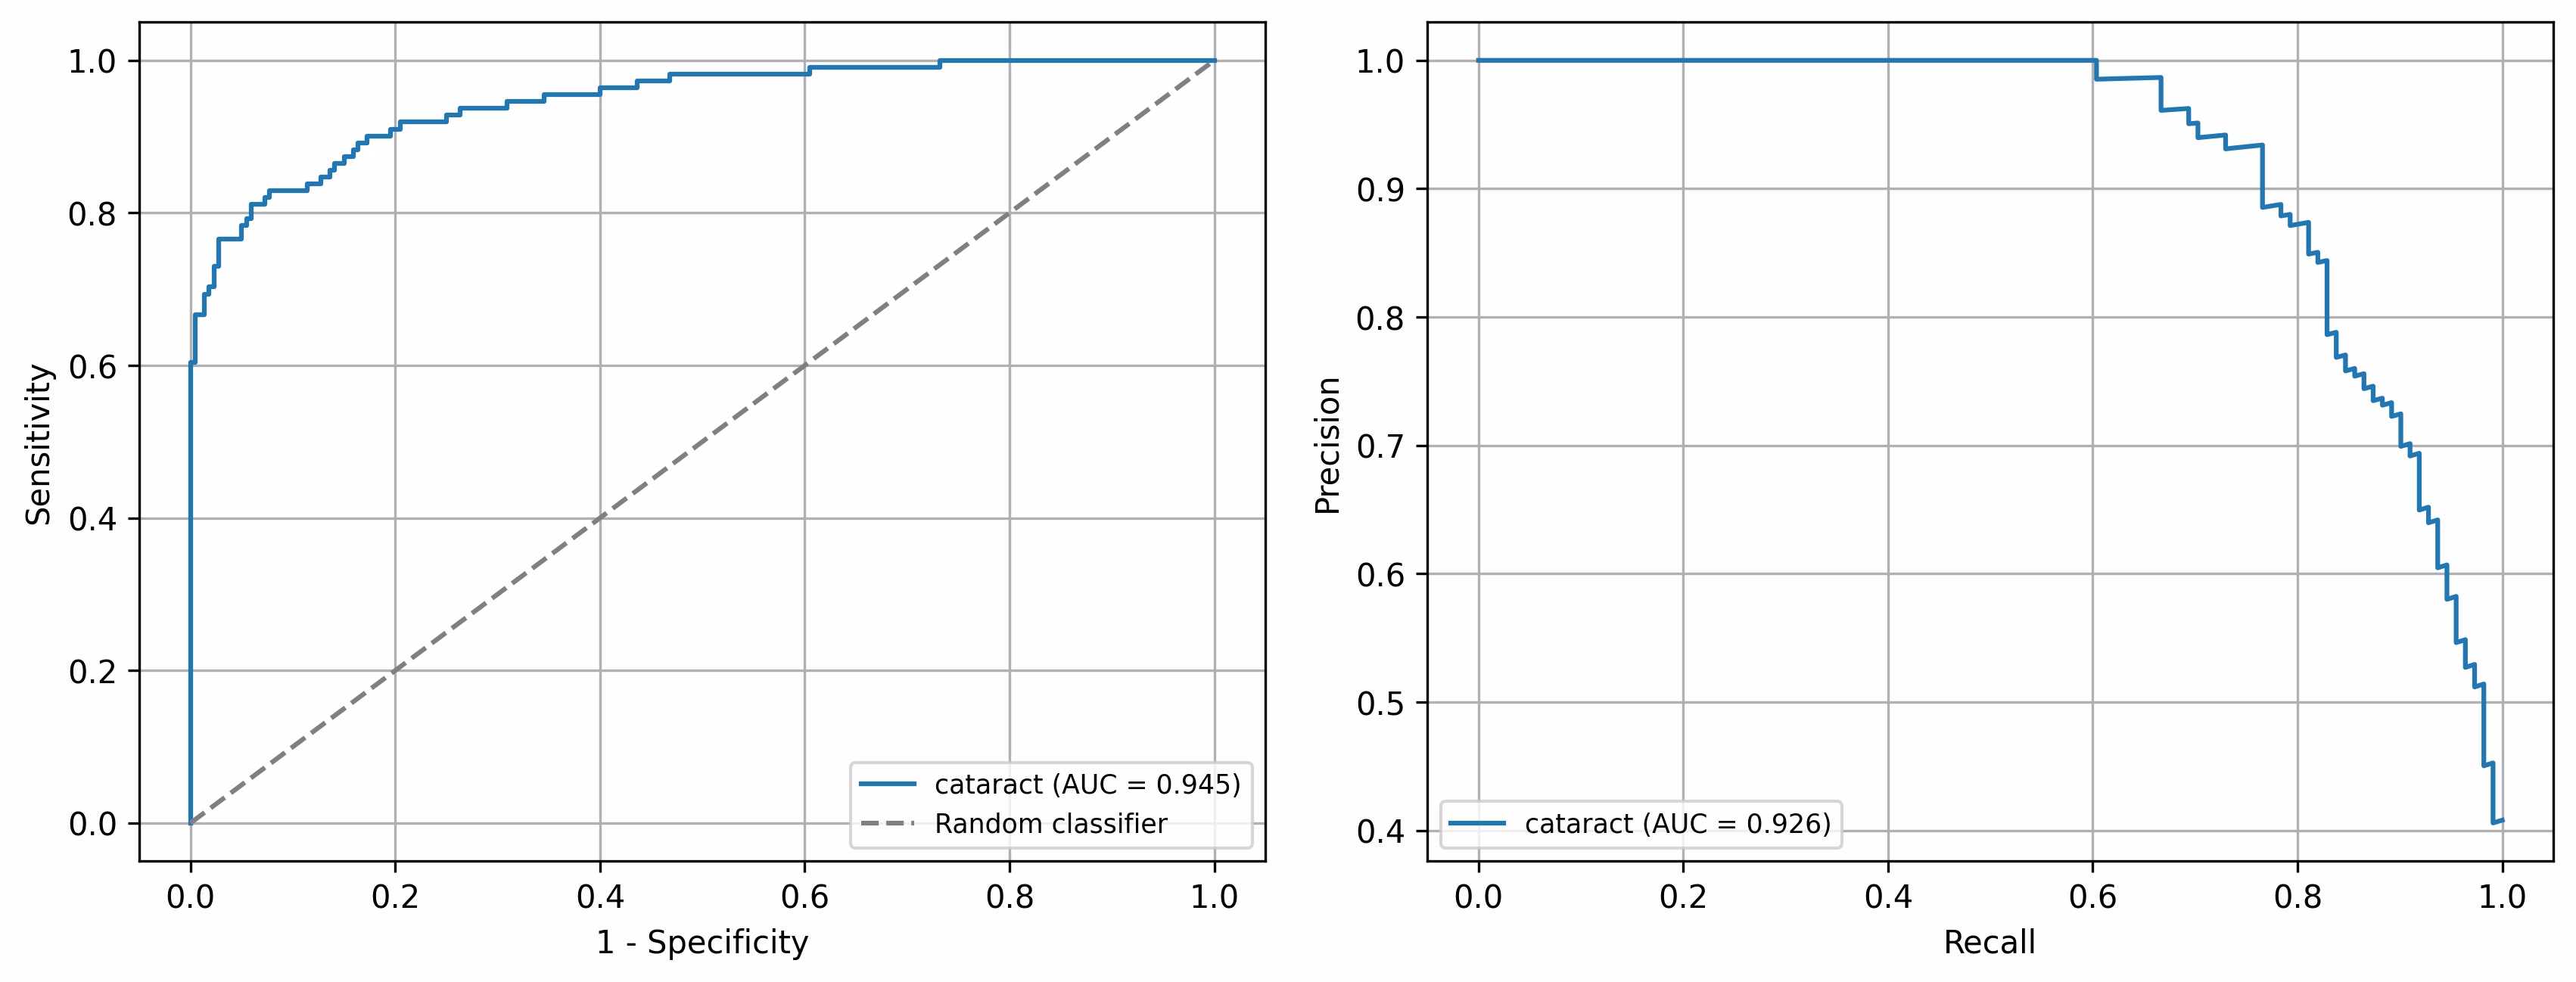 1.0
0.8
0.6
0.4
0.2
0.0
Sensitivity
0.0 0.2 0.4 0.6 0.8 1.0
1 - Specificity
cataract (AUC = 0.945)
Random classifier
1.0
0.9
0.8
0.7
0.6
0.5
0.4
Precision
0.0 0.2 0.4 0.6 0.8 1.0
Recall
cataract (AUC = 0.926)